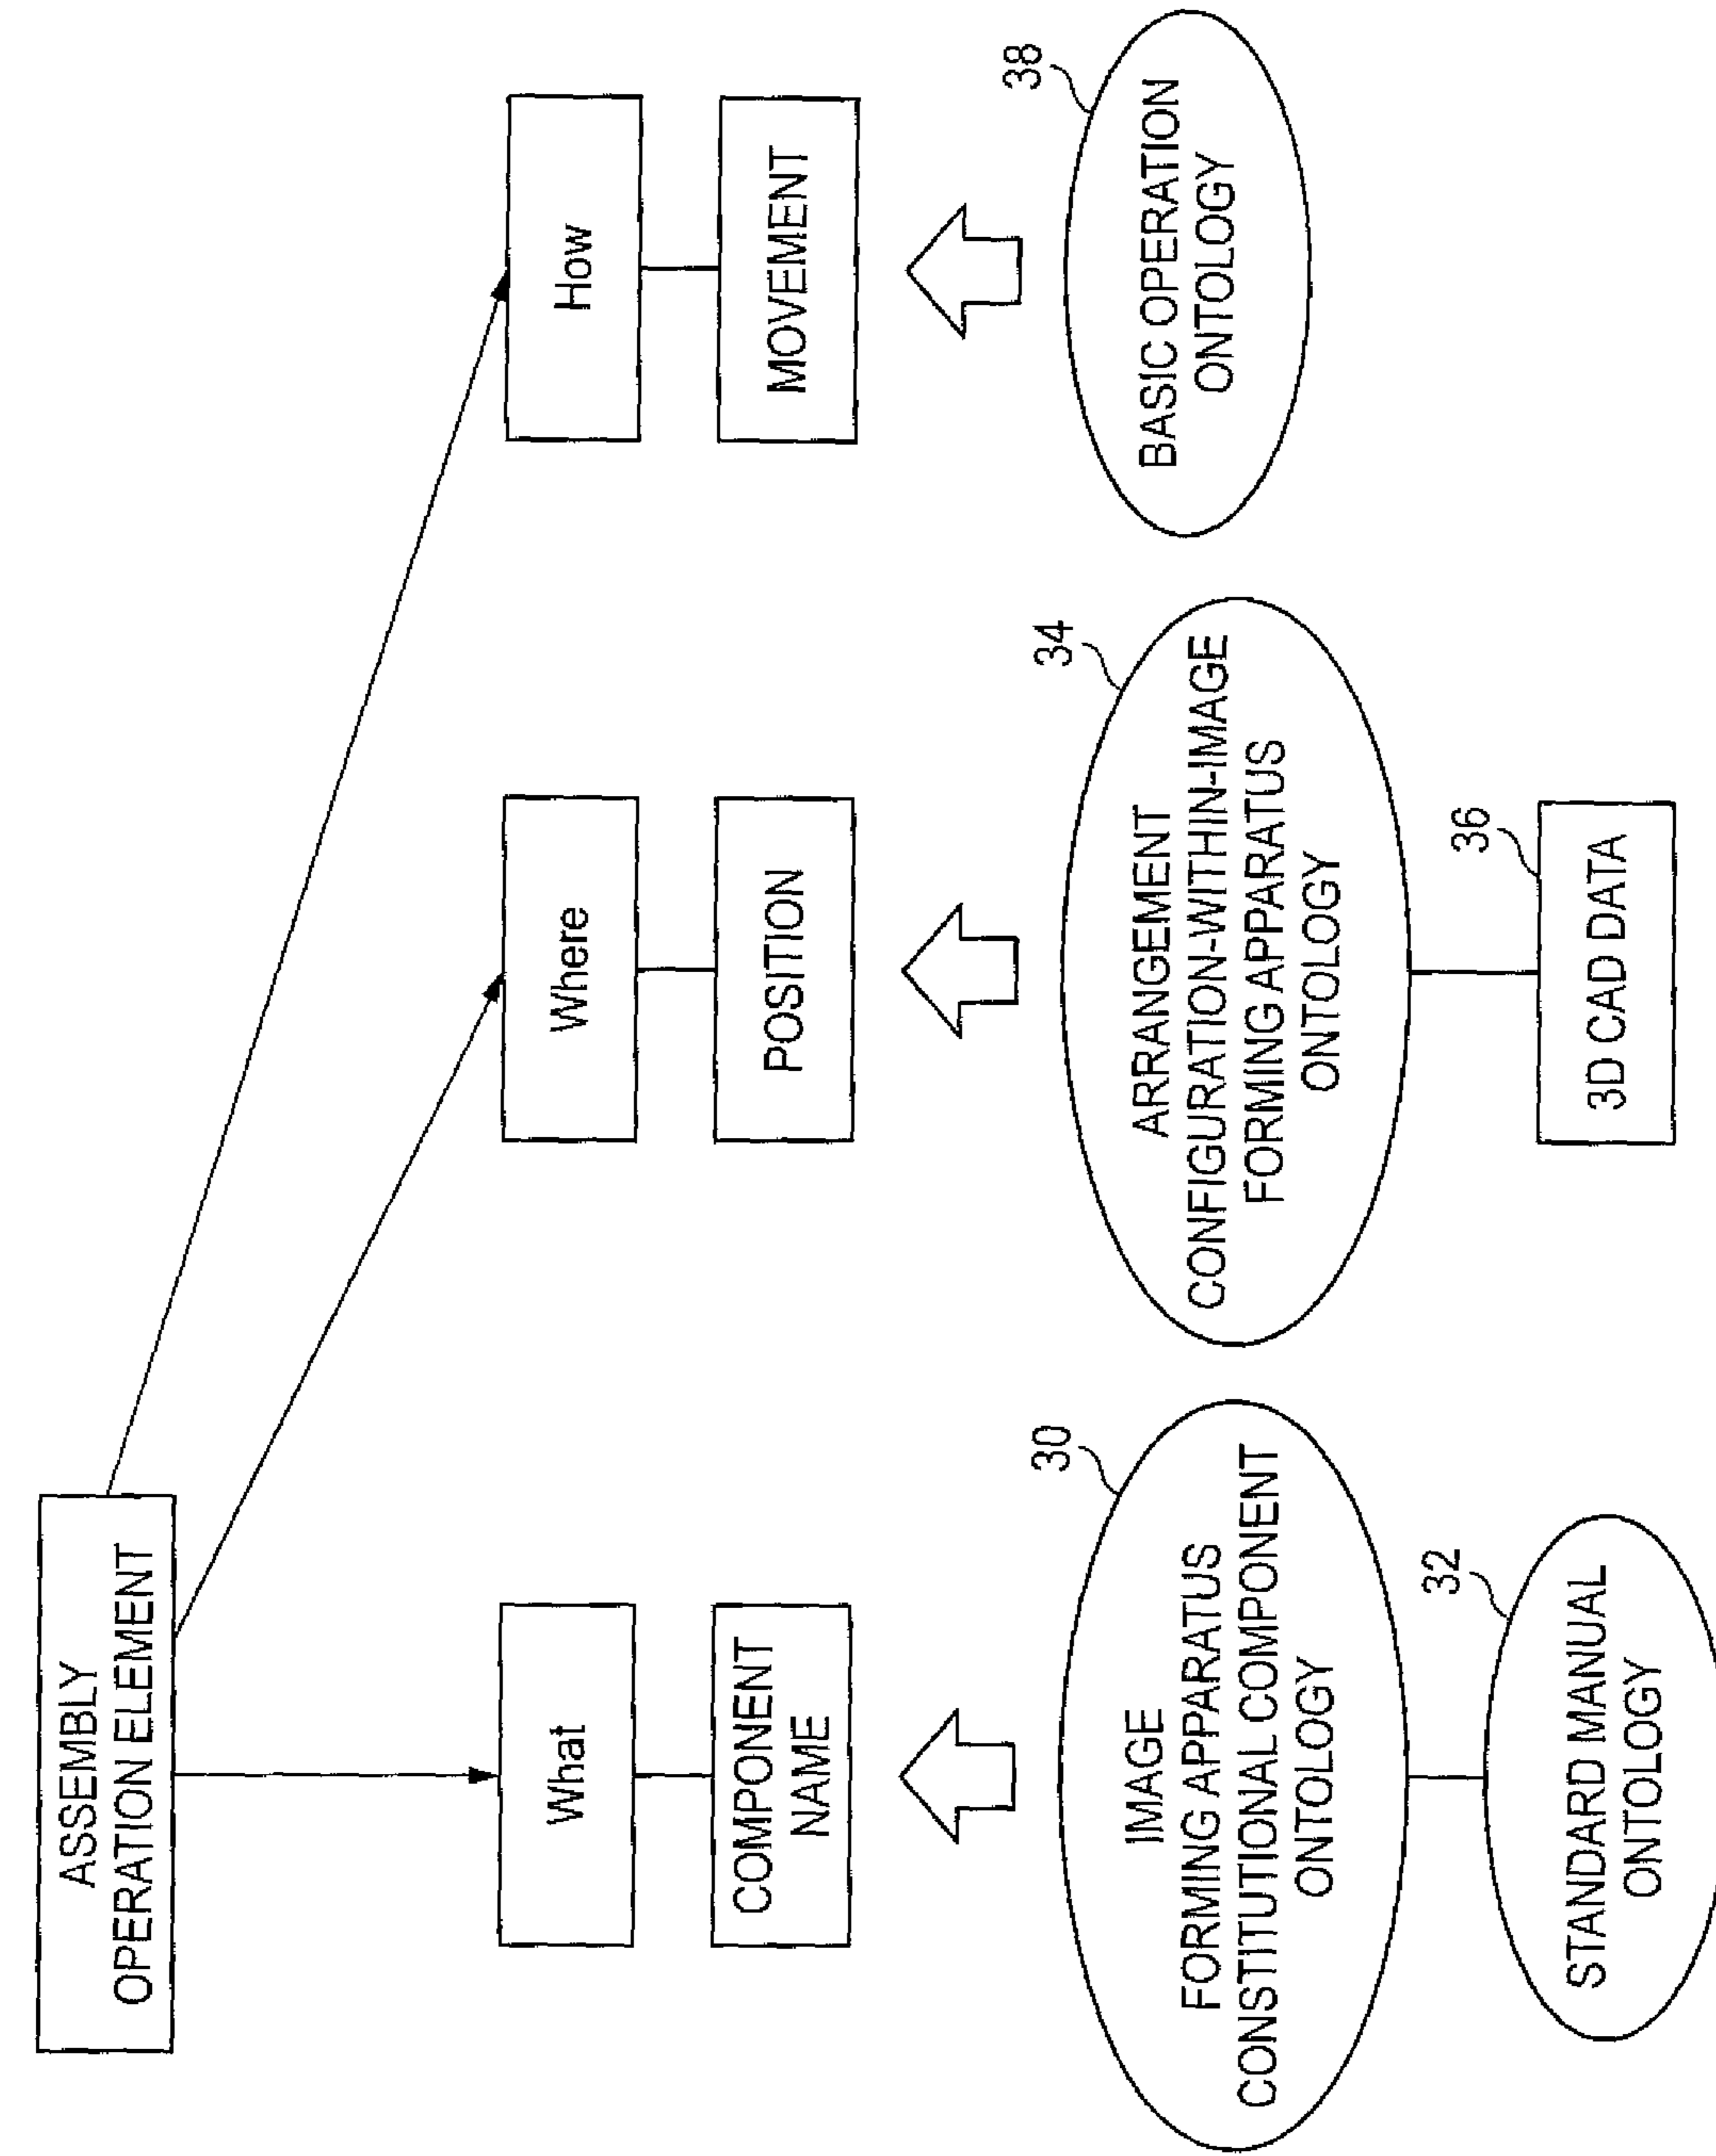 ASSEMBLY
OPERATION ELEMENT
What
Where
How
COMPONENT
NAME
POSITION
MOVEMENT
30
IMAGE
FORMING APPARATUS
CONSTITUTIONAL COMPONENT
ONTOLOGY
34
ARRANGEMENT
CONFIGURATION-WITHIN-IMAGE
FORMING APPARATUS
ONTOLOGY
38
BASIC OPERATION
ONTOLOGY
32
STANDARD MANUAL
ONTOLOGY
36
3D CAD DATA